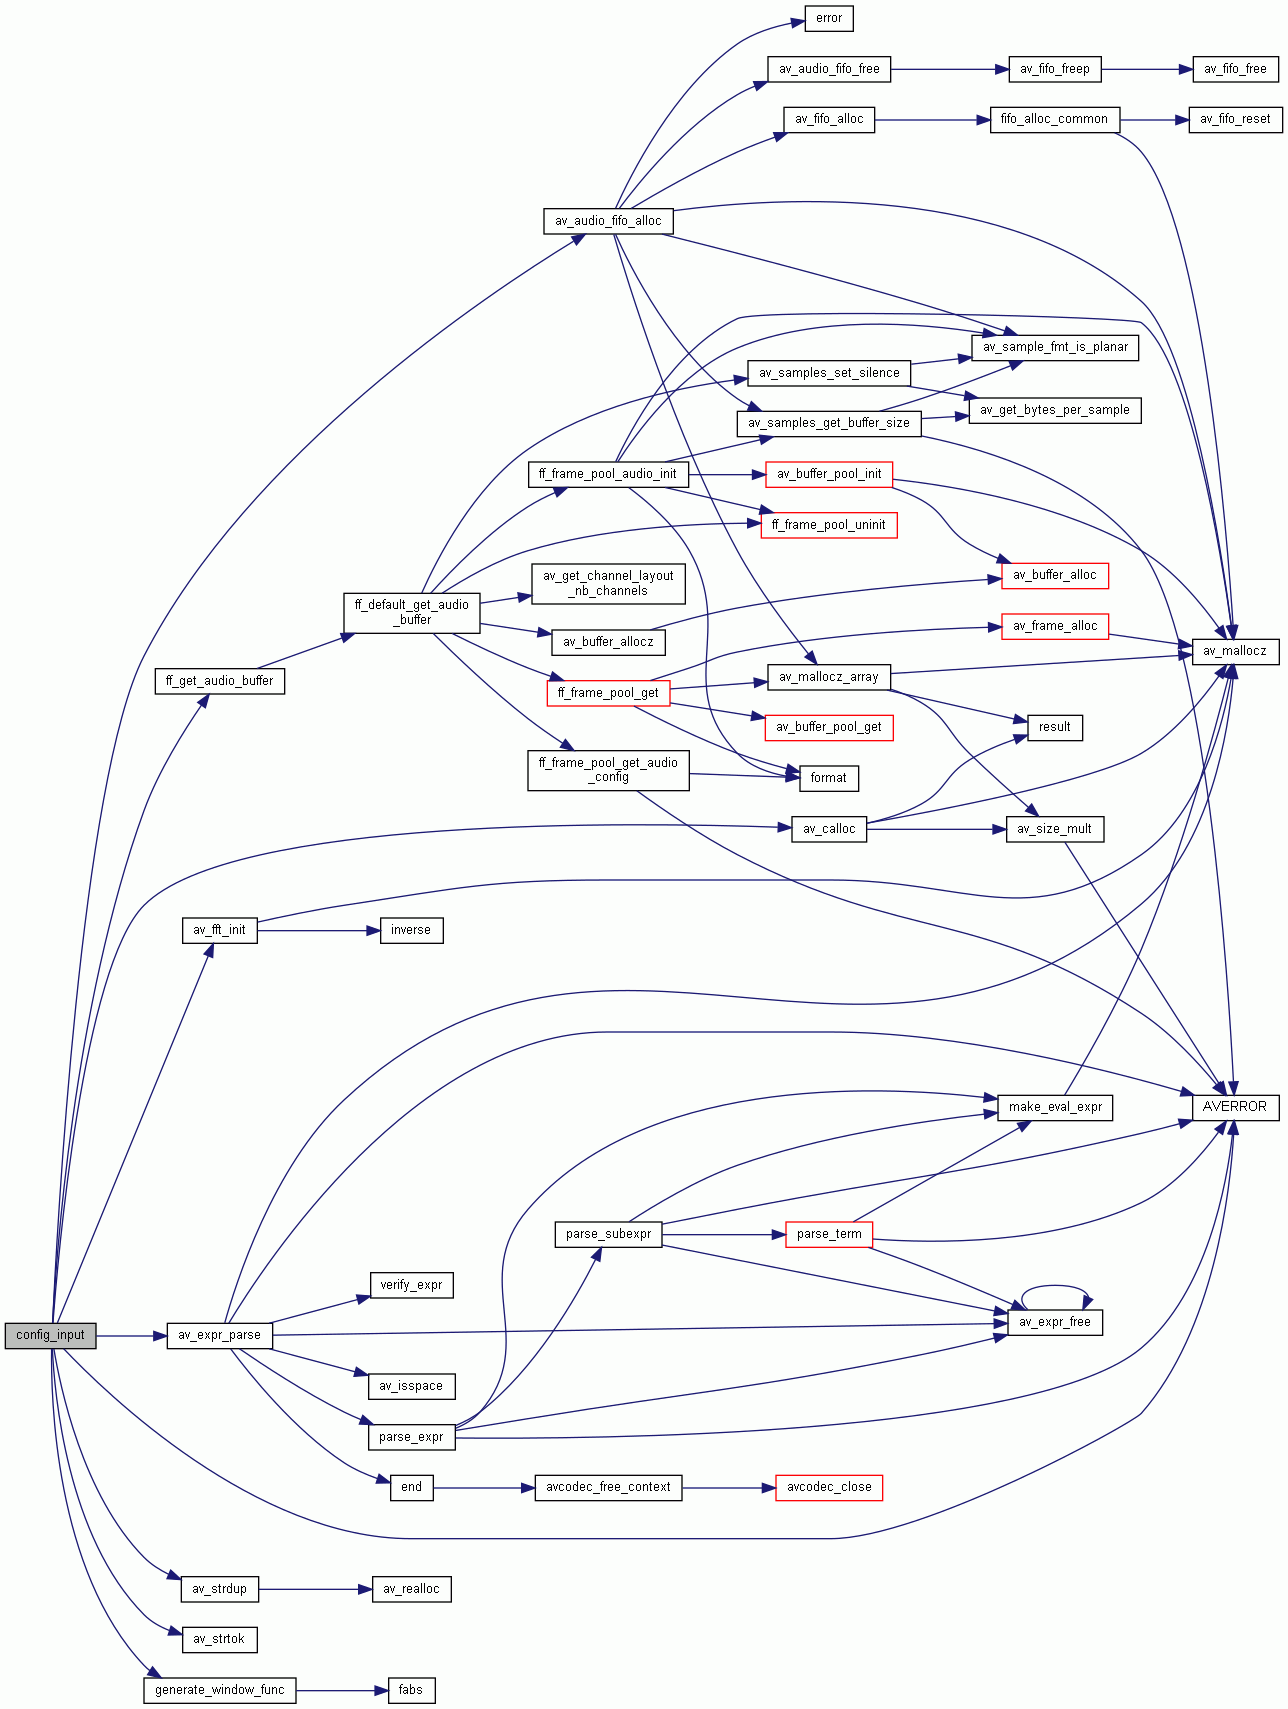 error
av_audio_fifo_free
av_fifo_freep
av_fifo_free
av_fifo_alloc
fifo_alloc_common
av_fifo_reset
av_audio_fifo_alloc
av_sample_fmt_is_planar
av_samples_set_silence
av_get_bytes_per_sample
av_samples_get_buffer_size
ff_frame_pool_audio_init
av_buffer_pool_init
ff_frame_pool_uninit
av_get_channel_layout
_nb_channels
av_buffer_alloc
ff_default_get_audio
_buffer
av_frame_alloc
av_buffer_allocz
av_mallocz
ff_get_audio_buffer
ff_frame_pool_get
av_mallocz_array
av_buffer_pool_get
result
ff_frame_pool_get_audio
_config
format
av_calloc
av_size_mult
av_fft_init
inverse
make_eval_expr
AVERROR
parse_subexpr
parse_term
verify_expr
av_expr_free
config_input
av_expr_parse
av_isspace
parse_expr
end
avcodec_free_context
avcodec_close
av_strdup
av_realloc
av_strtok
generate_window_func
fabs